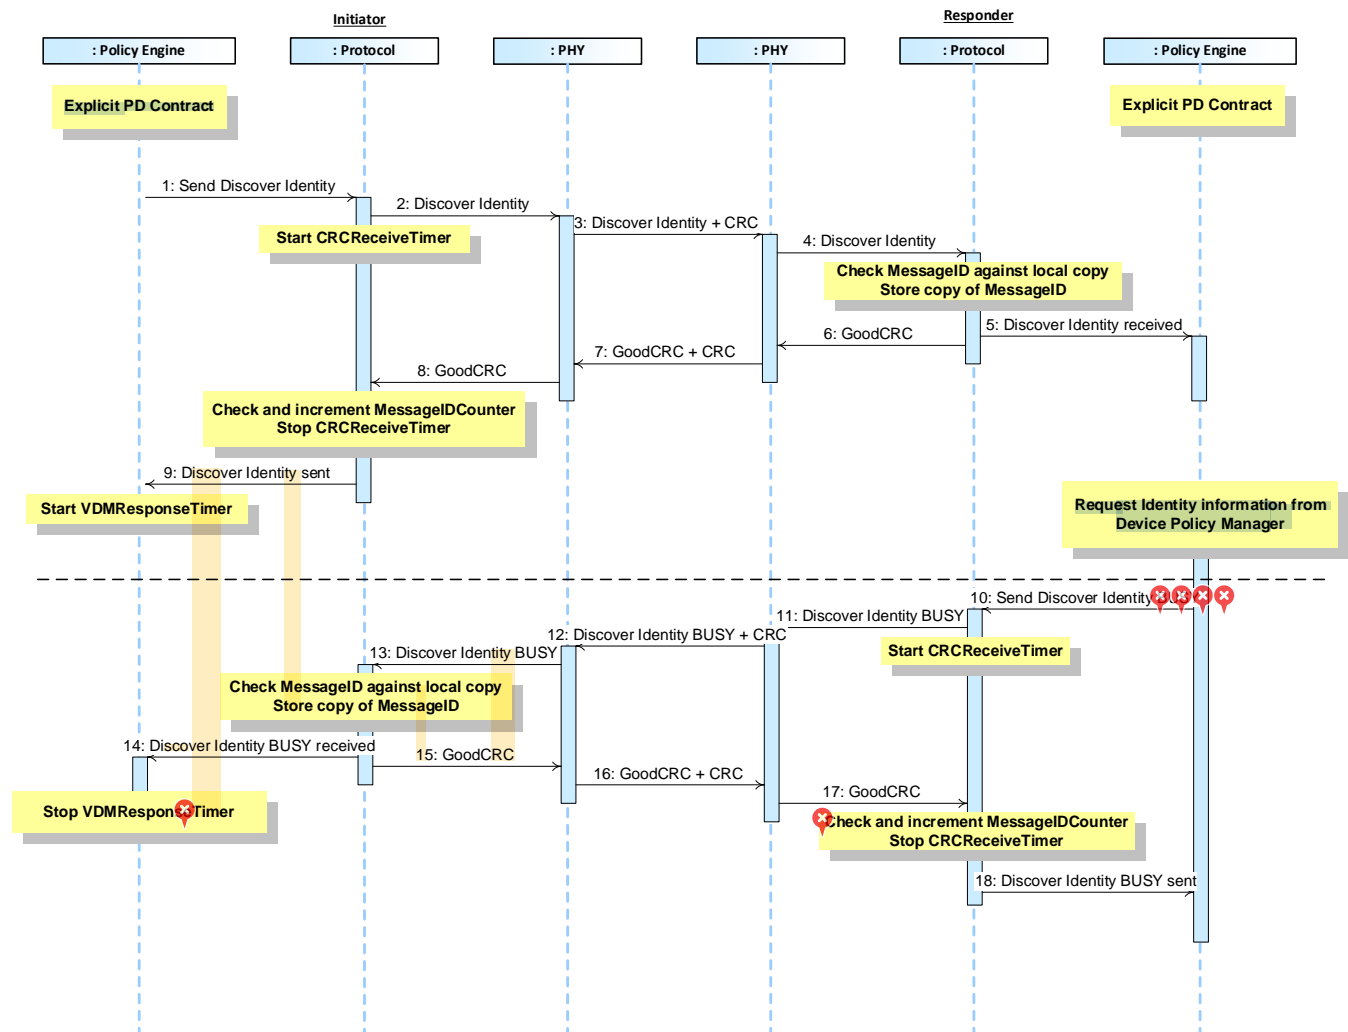 Initiator
Responder
: Policy Engine
: Protocol
: PHY
: PHY
: Protocol
: Policy Engine
Explicit PD Contract
Explicit PD Contract
1: Send Discover Identity
2: Discover Identity
3: Discover Identity + CRC
Start CRCReceiveTimer
4: Discover Identity
Check MessageID against local copy
Store copy of MessageID
5: Discover Identity received
6: GoodCRC
7: GoodCRC + CRC
8: GoodCRC
Check and increment MessageIDCounter
Stop CRCReceiveTimer
9: Discover Identity sent
Start VDMResponseTimer
Request Identity information from
Device Policy Manager
10: Send Discover Identity BUSY
11: Discover Identity BUSY
12: Discover Identity BUSY + CRC
13: Discover Identity BUSY
Start CRCReceiveTimer
Check MessageID against local copy
Store copy of MessageID
14: Discover Identity BUSY received
15: GoodCRC
16: GoodCRC + CRC
17: GoodCRC
Stop VDMResponseTimer
Check and increment MessageIDCounter
Stop CRCReceiveTimer
18: Discover Identity BUSY sent